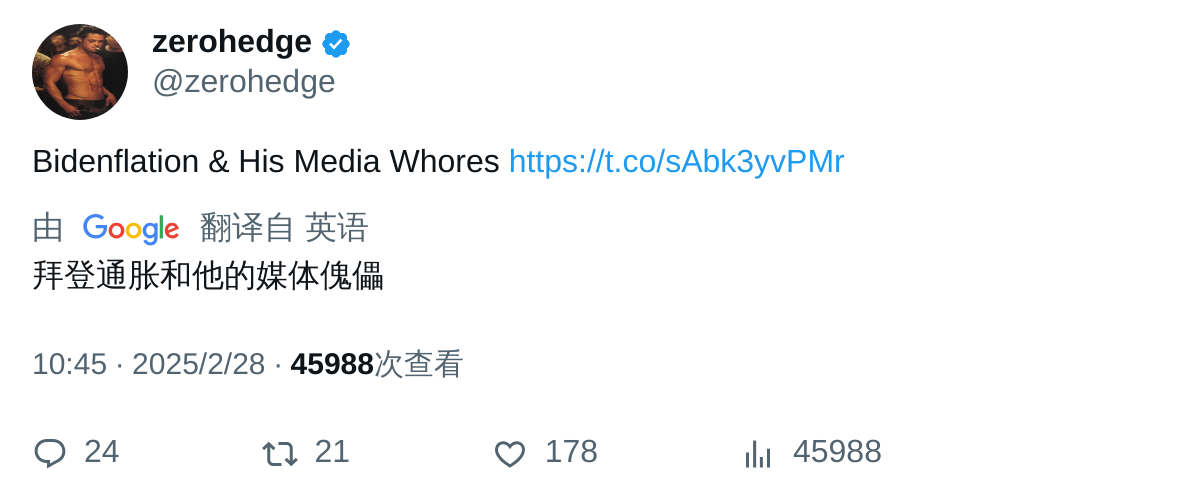 zerohedge
@zerohedge
Bidenflation & His Media Whores https://t.co/sAbk3yvPMr
由 Google 翻译自 英语
拜登通胀和他的媒体傀儡
10:45 · 2025/2/28 · 45988次查看
24 21 178 45988